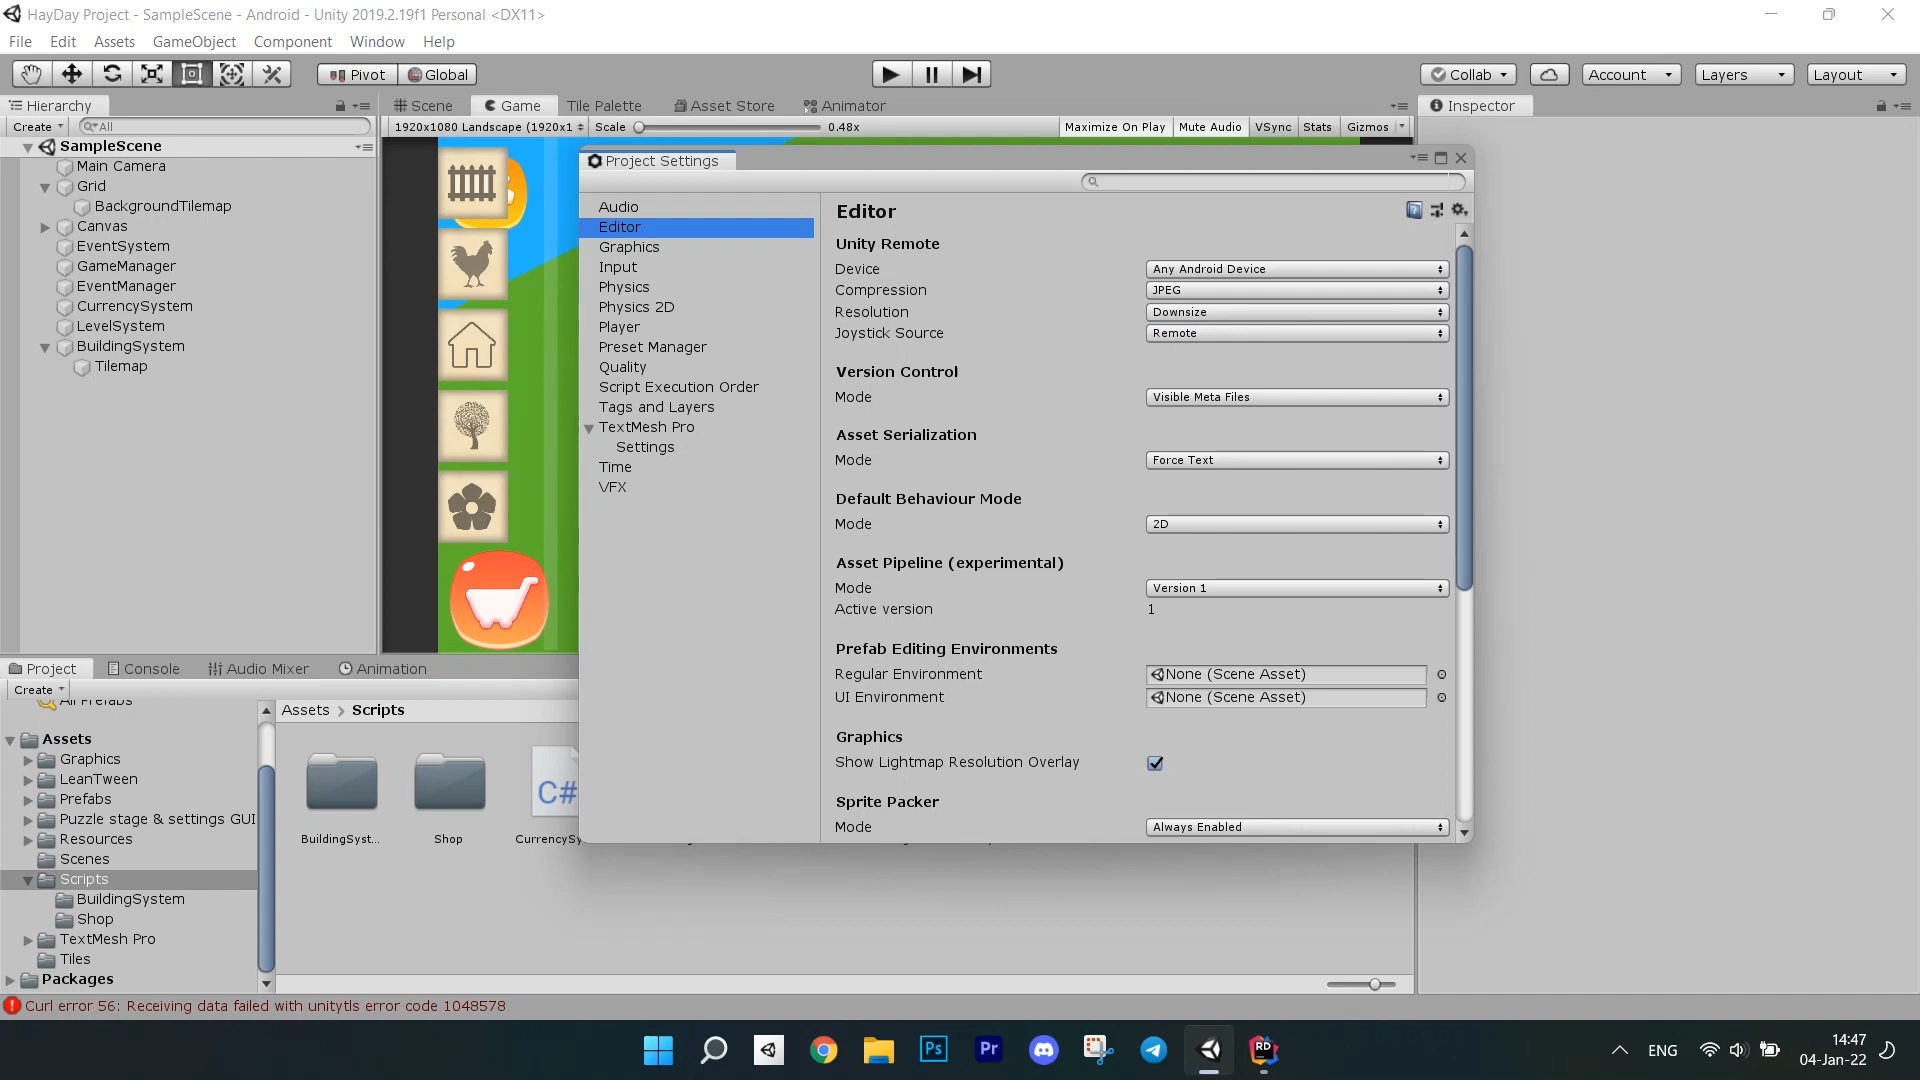 HayDay Project - SampleScene - Android - Unity 2019.2.19f1 Personal <DX11>
File Edit Assets GameObject Component Window Help
Pivot Global Collab Account Layers Layout
Hierarchy
Create All
SampleScene
Main Camera
Grid
BackgroundTilemap
Canvas
EventSystem
GameManager
EventManager
CurrencySystem
LevelSystem
BuildingSystem
Tilemap
Scene Game Tile Palette Asset Store Animator
1920x1080 Landscape (1920x1 Scale 0.48x Maximize On Play Mute Audio VSync Stats Gizmos
Inspector
Project Settings
Audio
Editor
Graphics
Input
Physics
Physics 2D
Player
Preset Manager
Quality
Script Execution Order
Tags and Layers
TextMesh Pro
Settings
Time
VFX
Editor
Unity Remote
Device Any Android Device
Compression JPEG
Resolution Downsize
Joystick Source Remote
Version Control
Mode Visible Meta Files
Asset Serialization
Mode Force Text
Default Behaviour Mode
Mode 2D
Asset Pipeline (experimental)
Mode Version 1
Active version 1
Prefab Editing Environments
Regular Environment None (Scene Asset)
UI Environment None (Scene Asset)
Graphics
Show Lightmap Resolution Overlay
Sprite Packer
Mode Always Enabled
Project Console Audio Mixer Animation
Create
All Prefabs
Assets
Graphics
LeanTween
Prefabs
Puzzle stage & settings GUI
Resources
Scenes
Scripts
BuildingSystem
Shop
TextMesh Pro
Tiles
Packages
Assets > Scripts
C#
BuildingSyst... Shop CurrencySy
Curl error 56: Receiving data failed with unitytls error code 1048578
Ps Pr RD
ENG
14:47
04-Jan-22